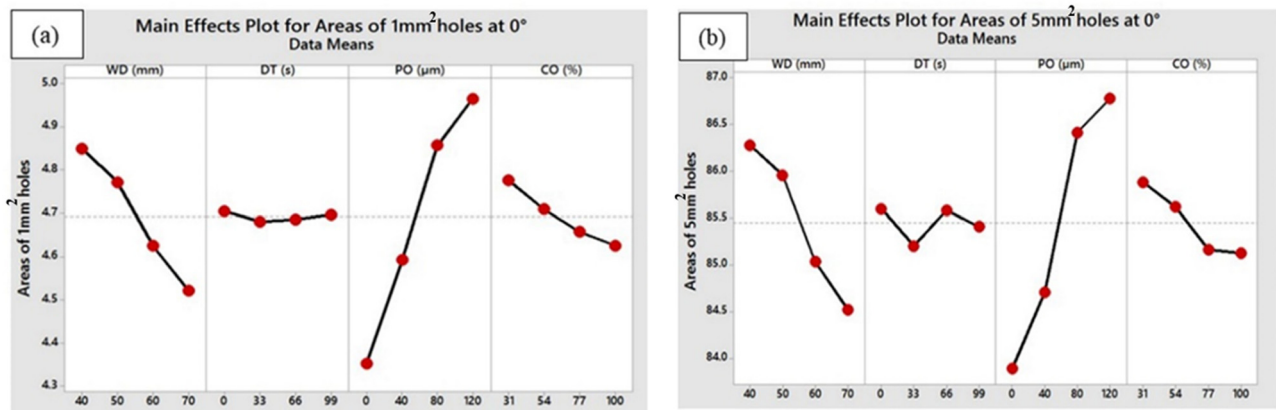 (a)
Main Effects Plot for Areas of 1mm² holes at 0°
Data Means
WD (mm) DT (s) PO (µm) CO (%)
Areas of 1mm² holes
5.0
4.9
4.8
4.7
4.6
4.5
4.4
4.3
40 50 60 70 0 33 66 99 0 40 80 120 31 54 77 100
(b)
Main Effects Plot for Areas of 5mm² holes at 0°
Data Means
WD (mm) DT (s) PO (µm) CO (%)
Areas of 5mm² holes
87.0
86.5
86.0
85.5
85.0
84.5
84.0
40 50 60 70 0 33 66 99 0 40 80 120 31 54 77 100